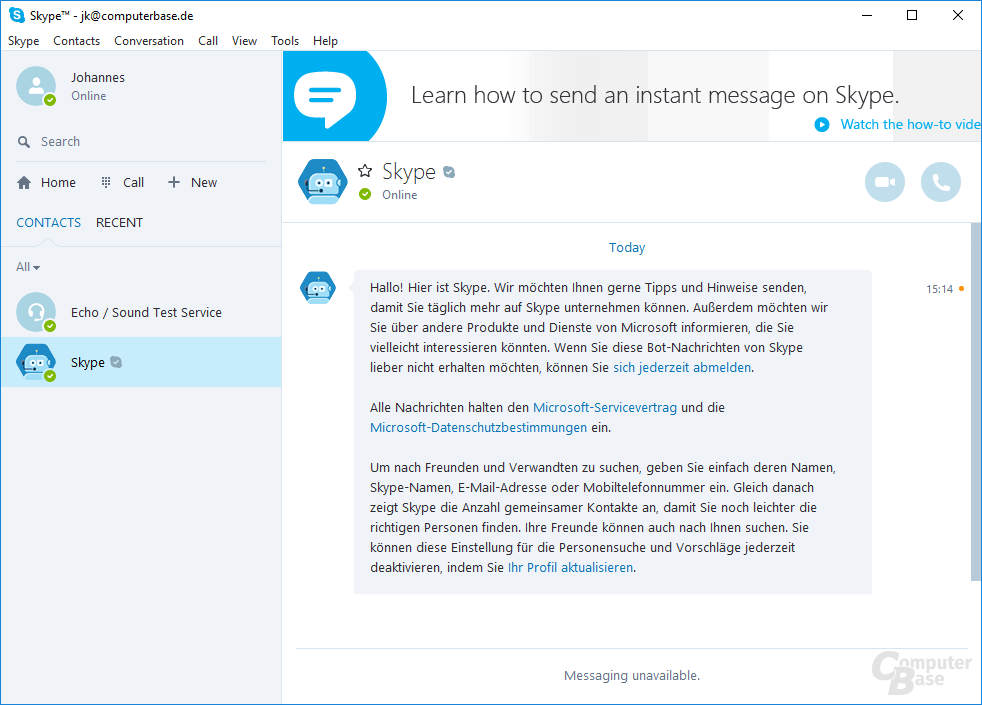 Skype™ - jk@computerbase.de
Skype Contacts Conversation Call View Tools Help
Johannes
Online
Search
Home Call New
CONTACTS RECENT
All
Echo / Sound Test Service
Skype
Learn how to send an instant message on Skype.
Watch the how-to vide
Skype
Online
Today
Hallo! Hier ist Skype. Wir möchten Ihnen gerne Tipps und Hinweise senden,
15:14
damit Sie täglich mehr auf Skype unternehmen können. Außerdem möchten wir
Sie über andere Produkte und Dienste von Microsoft informieren, die Sie
vielleicht interessieren könnten. Wenn Sie diese Bot-Nachrichten von Skype
lieber nicht erhalten möchten, können Sie sich jederzeit abmelden.
Alle Nachrichten halten den Microsoft-Servicevertrag und die
Microsoft-Datenschutzbestimmungen ein.
Um nach Freunden und Verwandten zu suchen, geben Sie einfach deren Namen,
Skype-Namen, E-Mail-Adresse oder Mobiltelefonnummer ein. Gleich danach
zeigt Skype die Anzahl gemeinsamer Kontakte an, damit Sie noch leichter die
richtigen Personen finden. Ihre Freunde können auch nach Ihnen suchen. Sie
können diese Einstellung für die Personensuche und Vorschläge jederzeit
deaktivieren, indem Sie Ihr Profil aktualisieren.
Messaging unavailable.
Computer
Base